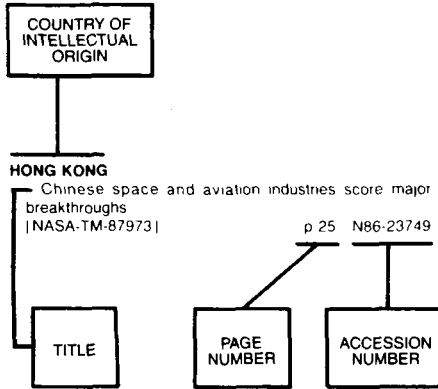 COUNTRY OF
INTELLECTUAL
ORIGIN
HONG KONG
Chinese space and aviation industries score major
breakthroughs
|NASA-TM-87973|
p 25 N86-23749
TITLE
PAGE
NUMBER
ACCESSION
NUMBER